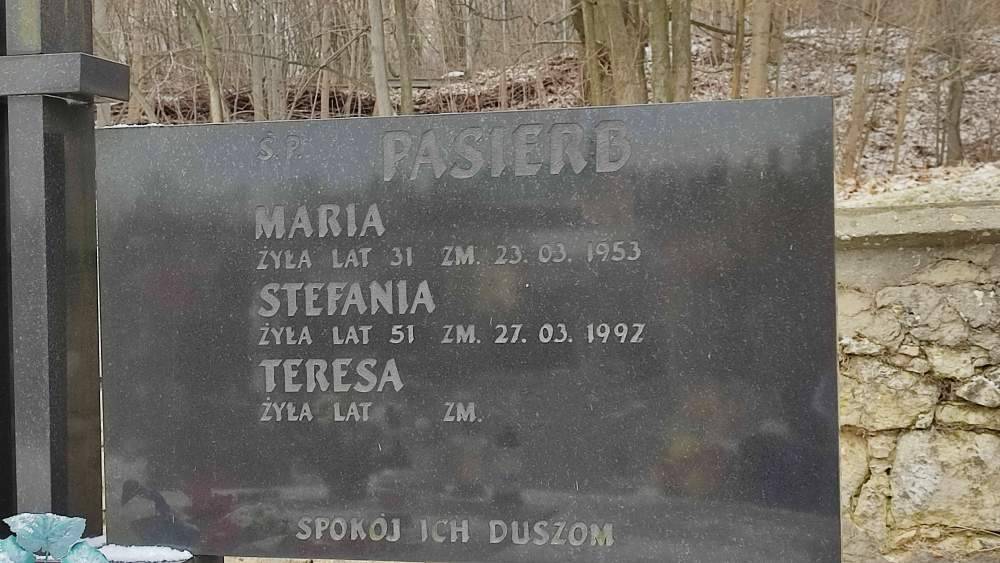 Ś.P. PASIERB
MARIA
ŻYŁA LAT 31 ZM. 23. 03. 1953
STEFANIA
ŻYŁA LAT 51 ZM. 27. 03. 1992
TERESA
ŻYŁA LAT ZM.
SPOKÓJ ICH DUSZOM